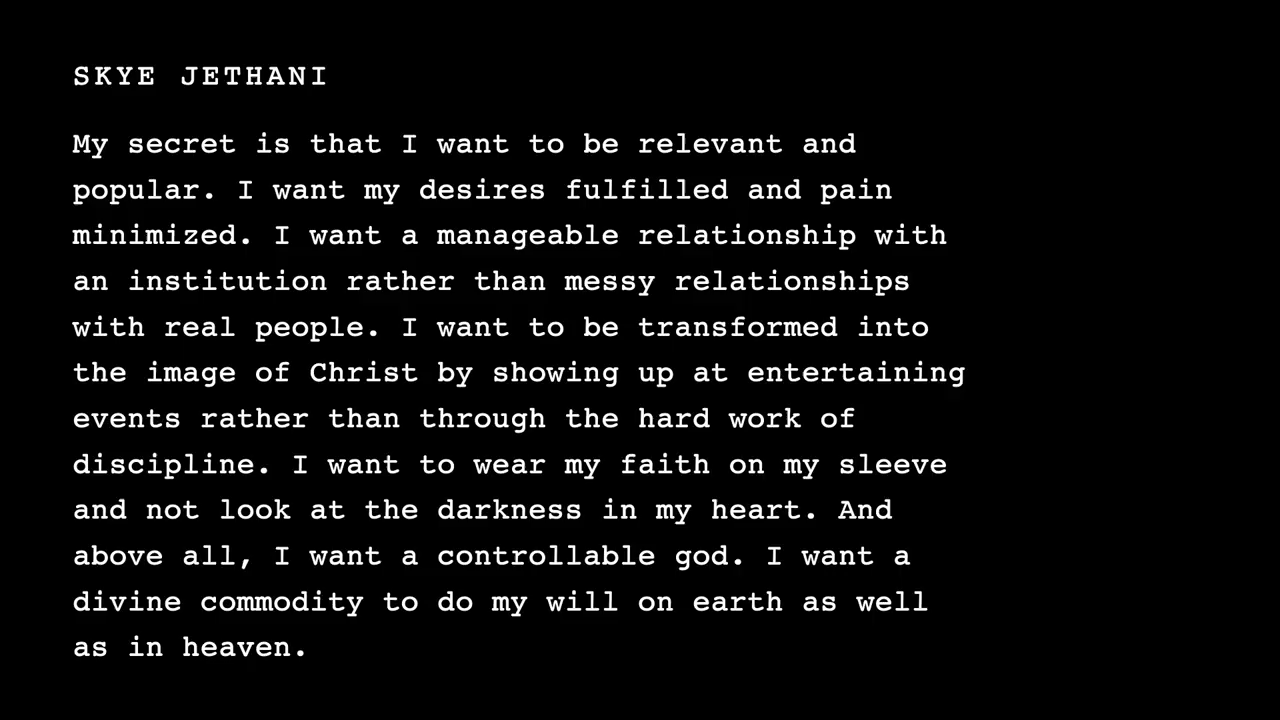 SKYE JETHANI
My secret is that I want to be relevant and
popular. I want my desires fulfilled and pain
minimized. I want a manageable relationship with
an institution rather than messy relationships
with real people. I want to be transformed into
the image of Christ by showing up at entertaining
events rather than through the hard work of
discipline. I want to wear my faith on my sleeve
and not look at the darkness in my heart. And
above all, I want a controllable god. I want a
divine commodity to do my will on earth as well
as in heaven.